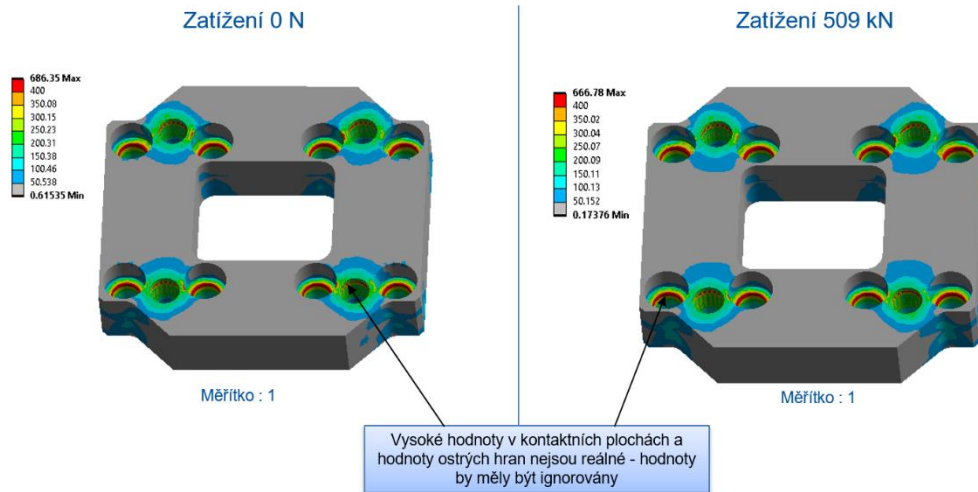 Zatížení 0 N
686.35 Max
400
350.08
300.15
250.23
200.31
150.38
100.46
50.538
0.61535 Min
Měřítko : 1
Zatížení 509 kN
666.78 Max
400
350.02
300.04
250.07
200.09
150.11
100.13
50.152
0.17376 Min
Měřítko : 1
Vysoké hodnoty v kontaktních plochách a
hodnoty ostrých hran nejsou reálné - hodnoty
by měly být ignorovány